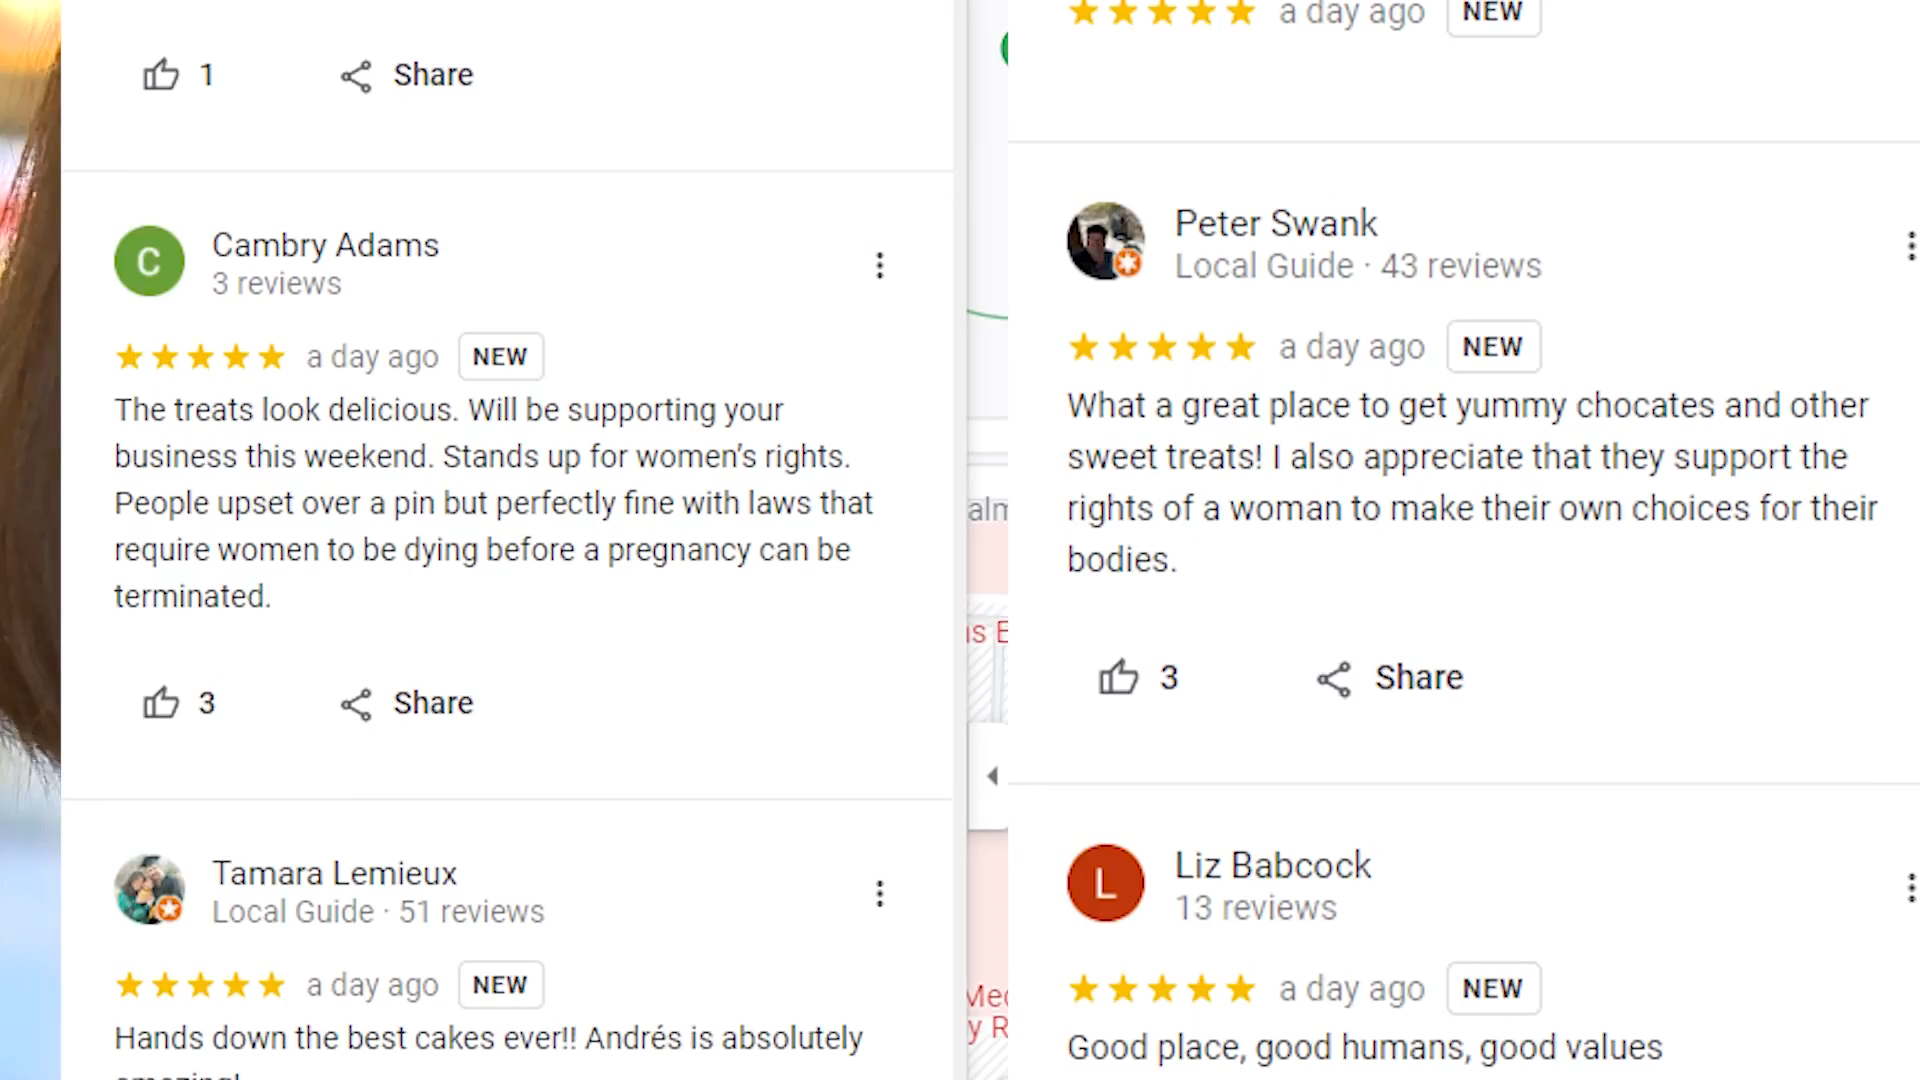 1 Share
Cambry Adams
3 reviews
a day ago NEW
The treats look delicious. Will be supporting your
business this weekend. Stands up for women's rights.
People upset over a pin but perfectly fine with laws that
require women to be dying before a pregnancy can be
terminated.
3 Share
Tamara Lemieux
Local Guide · 51 reviews
a day ago NEW
Hands down the best cakes ever!! Andrés is absolutely
amazing!
a day ago NEW
Peter Swank
Local Guide · 43 reviews
a day ago NEW
What a great place to get yummy chocates and other
sweet treats! I also appreciate that they support the
rights of a woman to make their own choices for their
bodies.
3 Share
Liz Babcock
13 reviews
a day ago NEW
Good place, good humans, good values